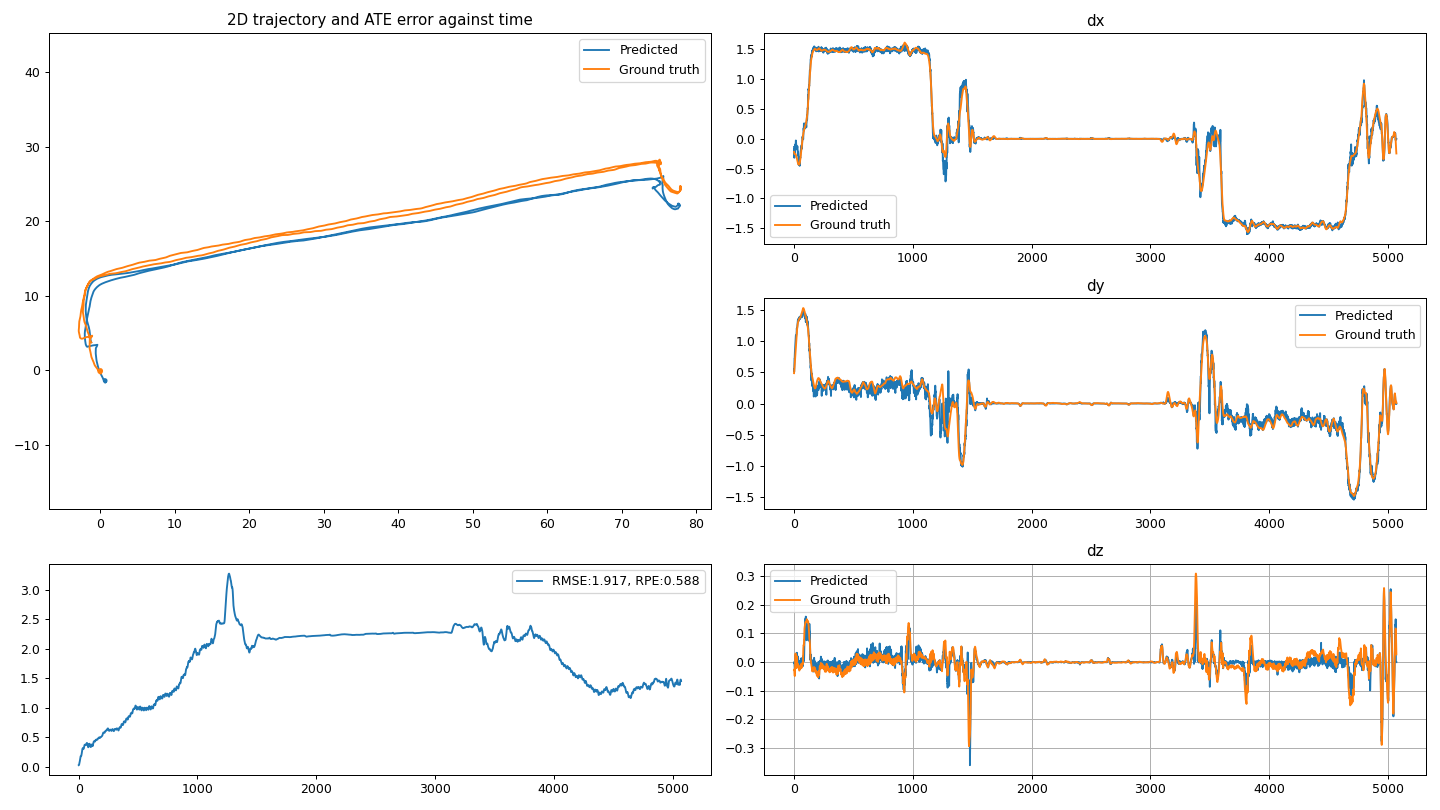 2D trajectory and ATE error against time
Predicted
Ground truth
40
30
20
10
0
−10
0 10 20 30 40 50 60 70 80
RMSE:1.917, RPE:0.588
3.0
2.5
2.0
1.5
1.0
0.5
0.0
0 1000 2000 3000 4000 5000
dx
1.5
1.0
0.5
0.0
−0.5
−1.0
−1.5
Predicted
Ground truth
0 1000 2000 3000 4000 5000
dy
1.5
1.0
0.5
0.0
−0.5
−1.0
−1.5
Predicted
Ground truth
0 1000 2000 3000 4000 5000
dz
Predicted
Ground truth
0.3
0.2
0.1
0.0
−0.1
−0.2
−0.3
0 1000 2000 3000 4000 5000